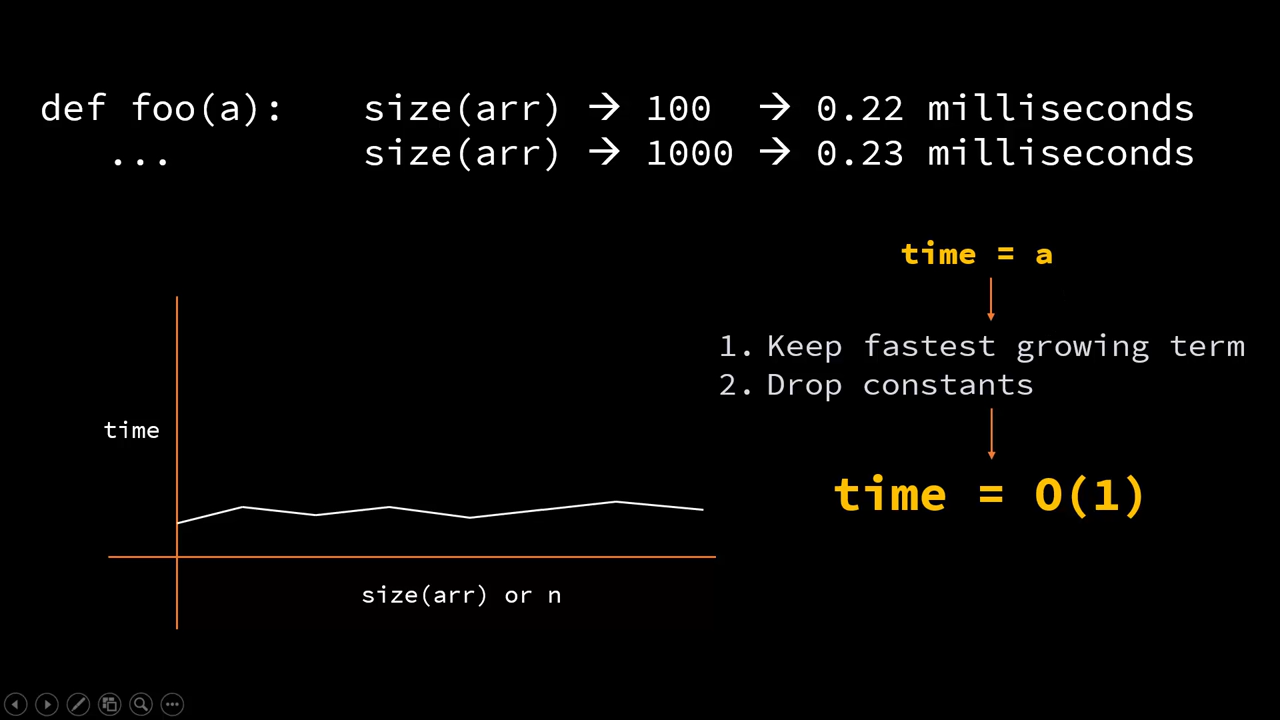 def foo(a):    size(arr) → 100  → 0.22 milliseconds
   ...         size(arr) → 1000 → 0.23 milliseconds
time = a
1. Keep fastest growing term
2. Drop constants
time
time = O(1)
size(arr) or n